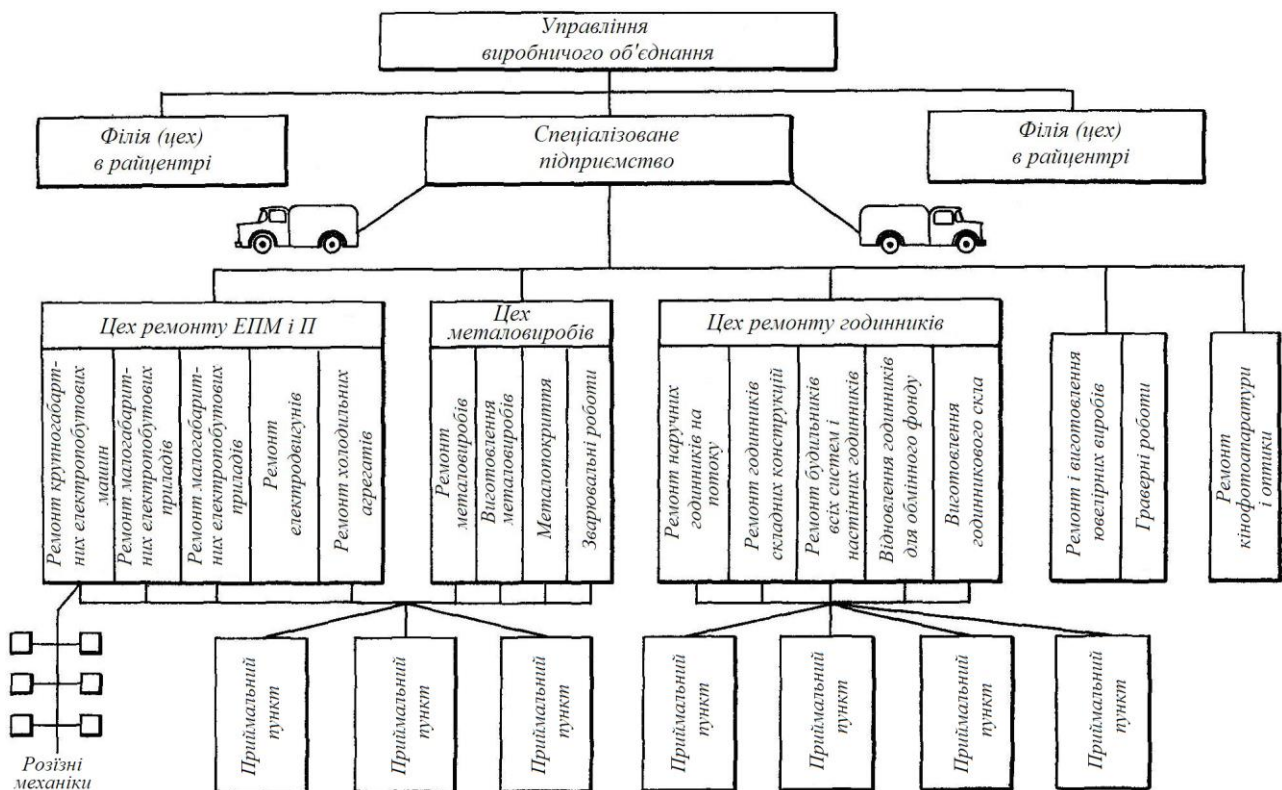 Управління
виробничого об'єднання
Філія (цех)
в райцентрі
Спеціалізоване
підприємство
Філія (цех)
в райцентрі
Цех ремонту ЕПМ і П
Ремонт крупногабарт-
них електропобутових
машин
Ремонт малогабарит-
них електропобутових
приладів
Ремонт малогабарит-
них електропобутових
приладів
Ремонт
електродвигунів
Ремонт холодильних
агрегатів
Цех
металовиробів
Ремонт
металовиробів
Виготовлення
металовиробів
Металопокриття
Зварювальні роботи
Цех ремонту годинників
Ремонт наручних
годинників на
потоку
Ремонт годинників
складних конструкцій
Ремонт будильників
всіх систем і
настінних годинників
Відновлення годинників
для обмінного фонду
Виготовлення
годинникового скла
Ремонт і виготовлення
ювелірних виробів
Граверні роботи
Ремонт
кінофотоапаратури
і оптики
Приймальний
пункт
Приймальний
пункт
Приймальний
пункт
Приймальний
пункт
Приймальний
пункт
Приймальний
пункт
Приймальний
пункт
Роз'їзні
механіки